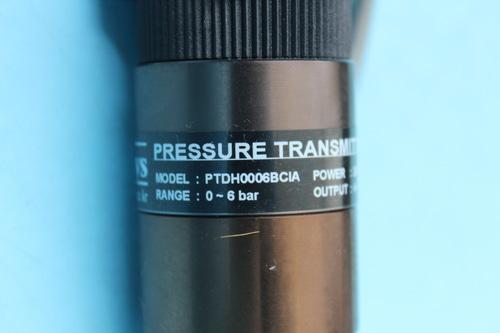 PRESSURE TRANSMIT
MODEL : PTDH0006BCIA POWER :
RANGE : 0 ~ 6 bar OUTPUT :